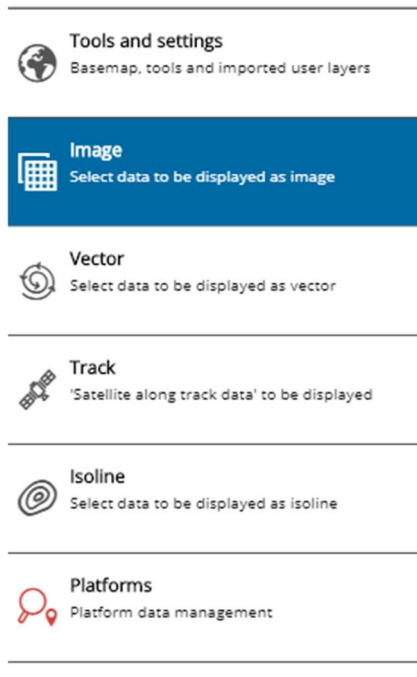 Tools and settings
Basemap, tools and imported user layers
Image
Select data to be displayed as image
Vector
Select data to be displayed as vector
Track
'Satellite along track data' to be displayed
Isoline
Select data to be displayed as isoline
Platforms
Platform data management